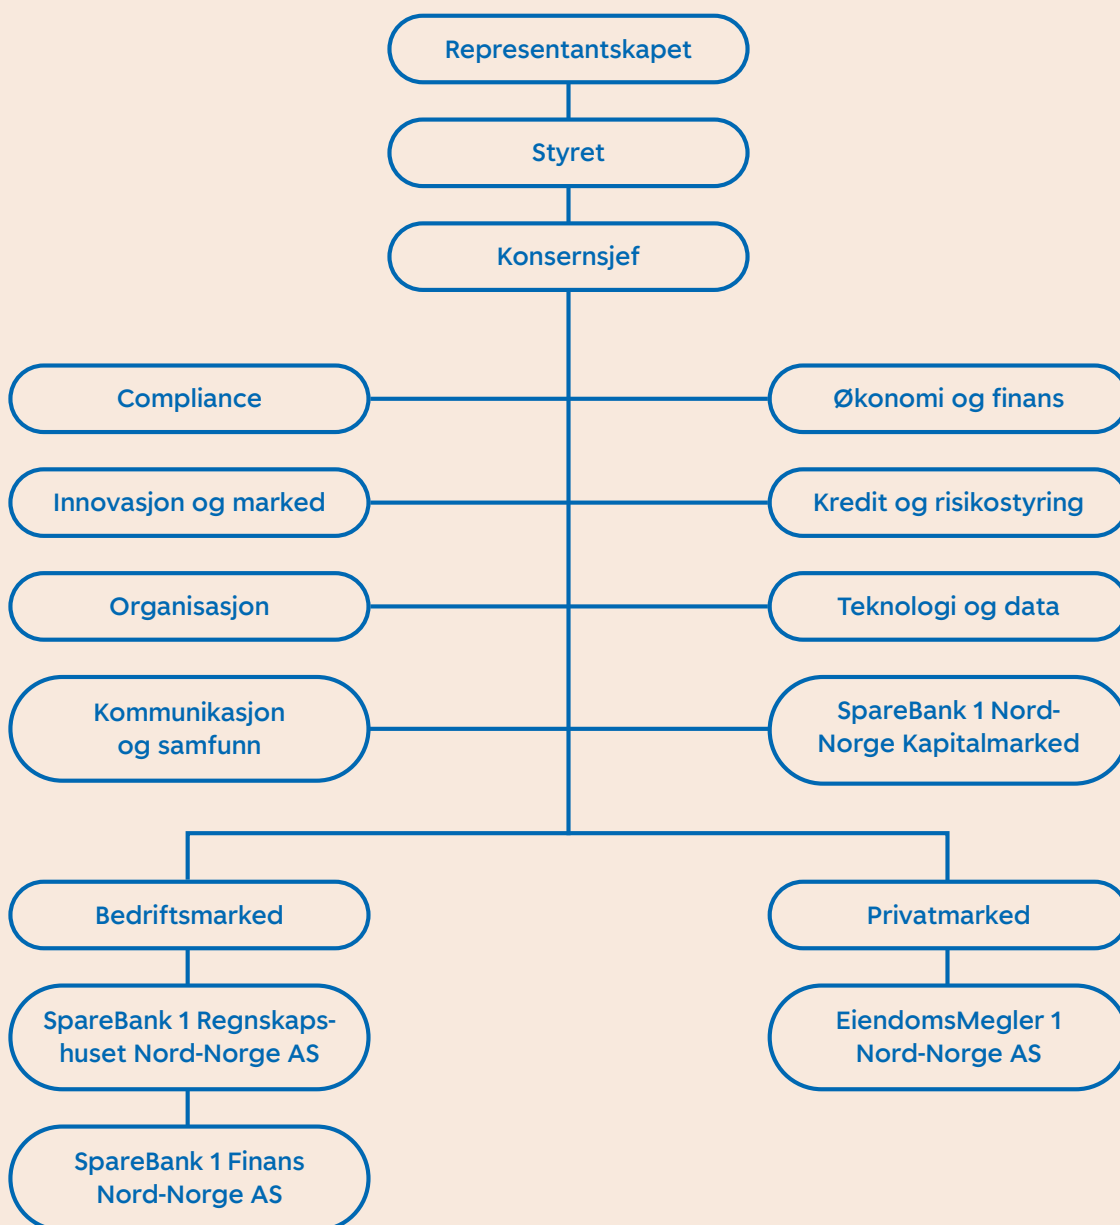 Representantskapet
Styret
Konsernsjef
Compliance
Økonomi og finans
Innovasjon og marked
Kredit og risikostyring
Organisasjon
Teknologi og data
Kommunikasjon
og samfunn
SpareBank 1 Nord-
Norge Kapitalmarked
Bedriftsmarked
Privatmarked
SpareBank 1 Regnskaps-
huset Nord-Norge AS
EiendomsMegler 1
Nord-Norge AS
SpareBank 1 Finans
Nord-Norge AS